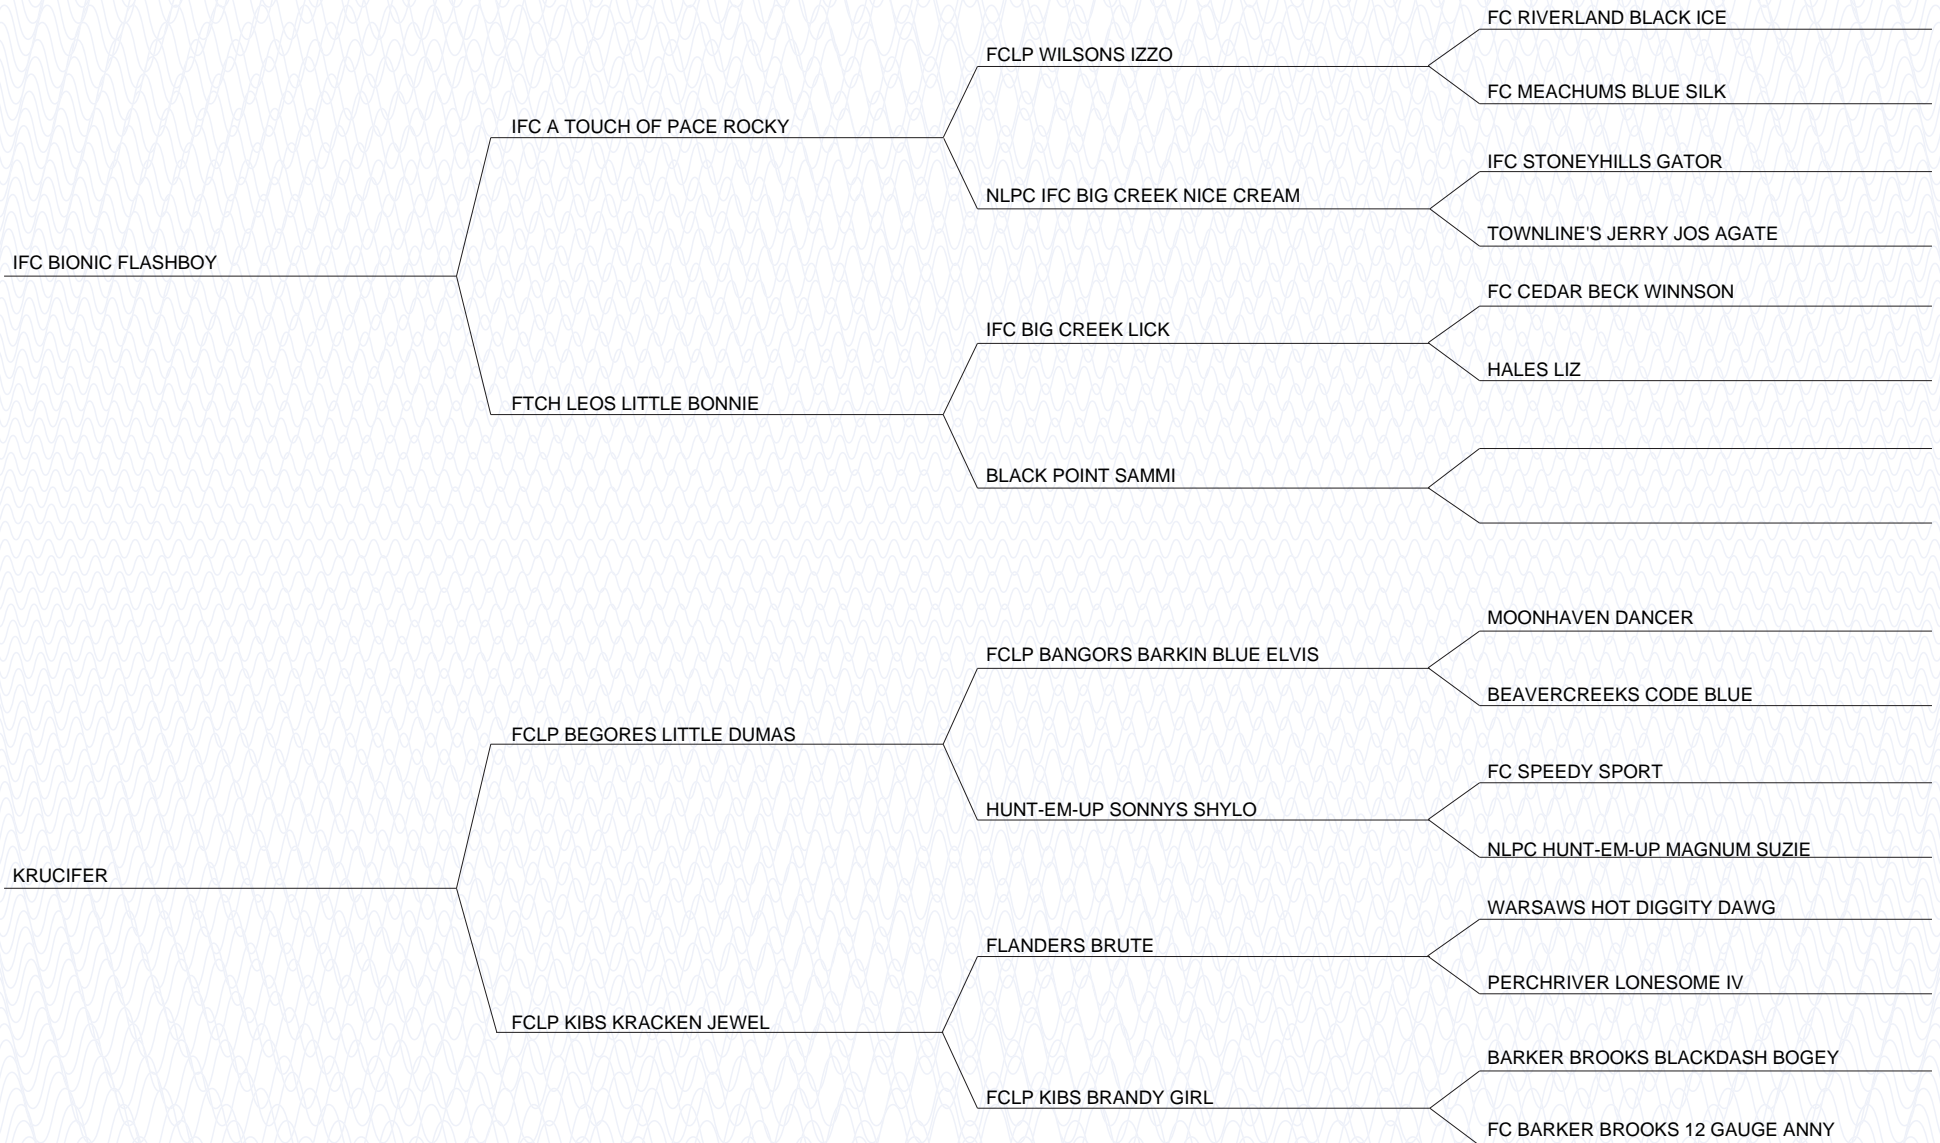 FC RIVERLAND BLACK ICE
FCLP WILSONS IZZO
FC MEACHUMS BLUE SILK
IFC A TOUCH OF PACE ROCKY
IFC STONEYHILLS GATOR
NLPC IFC BIG CREEK NICE CREAM
TOWNLINE'S JERRY JOS AGATE
IFC BIONIC FLASHBOY
FC CEDAR BECK WINNSON
IFC BIG CREEK LICK
HALES LIZ
FTCH LEOS LITTLE BONNIE
BLACK POINT SAMMI
MOONHAVEN DANCER
FCLP BANGORS BARKIN BLUE ELVIS
BEAVERCREEKS CODE BLUE
FCLP BEGORES LITTLE DUMAS
FC SPEEDY SPORT
HUNT-EM-UP SONNYS SHYLO
NLPC HUNT-EM-UP MAGNUM SUZIE
KRUCIFER
WARSAWS HOT DIGGITY DAWG
FLANDERS BRUTE
PERCHRIVER LONESOME IV
FCLP KIBS KRACKEN JEWEL
BARKER BROOKS BLACKDASH BOGEY
FCLP KIBS BRANDY GIRL
FC BARKER BROOKS 12 GAUGE ANNY